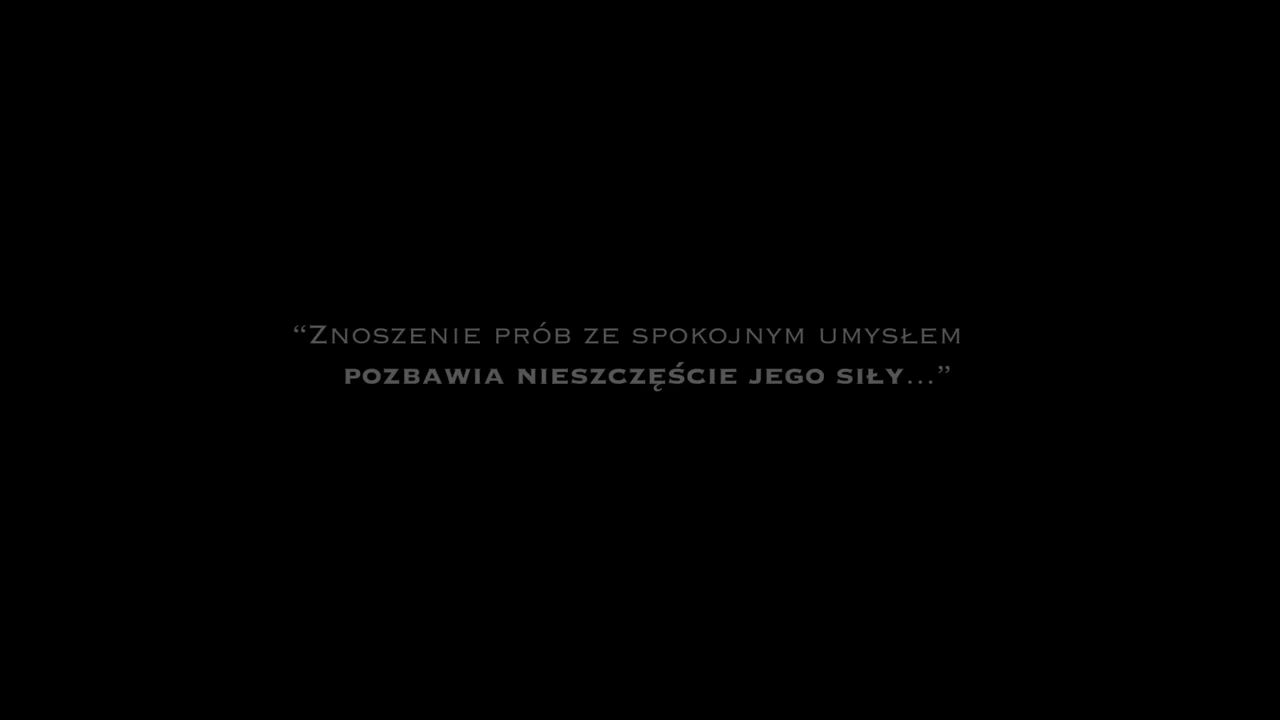 “Znoszenie prób ze spokojnym umysłem
pozbawia nieszczęście jego siły...”